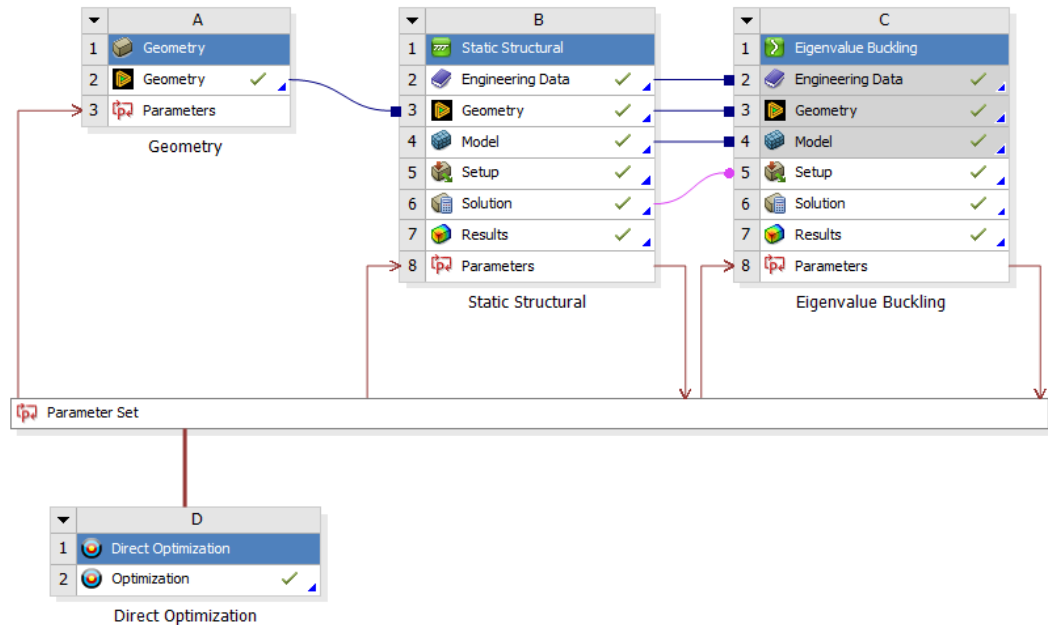 A
1 Geometry
2 Geometry
3 Parameters
Geometry
B
1 Static Structural
2 Engineering Data
3 Geometry
4 Model
5 Setup
6 Solution
7 Results
8 Parameters
Static Structural
C
1 Eigenvalue Buckling
2 Engineering Data
3 Geometry
4 Model
5 Setup
6 Solution
7 Results
8 Parameters
Eigenvalue Buckling
Parameter Set
D
1 Direct Optimization
2 Optimization
Direct Optimization